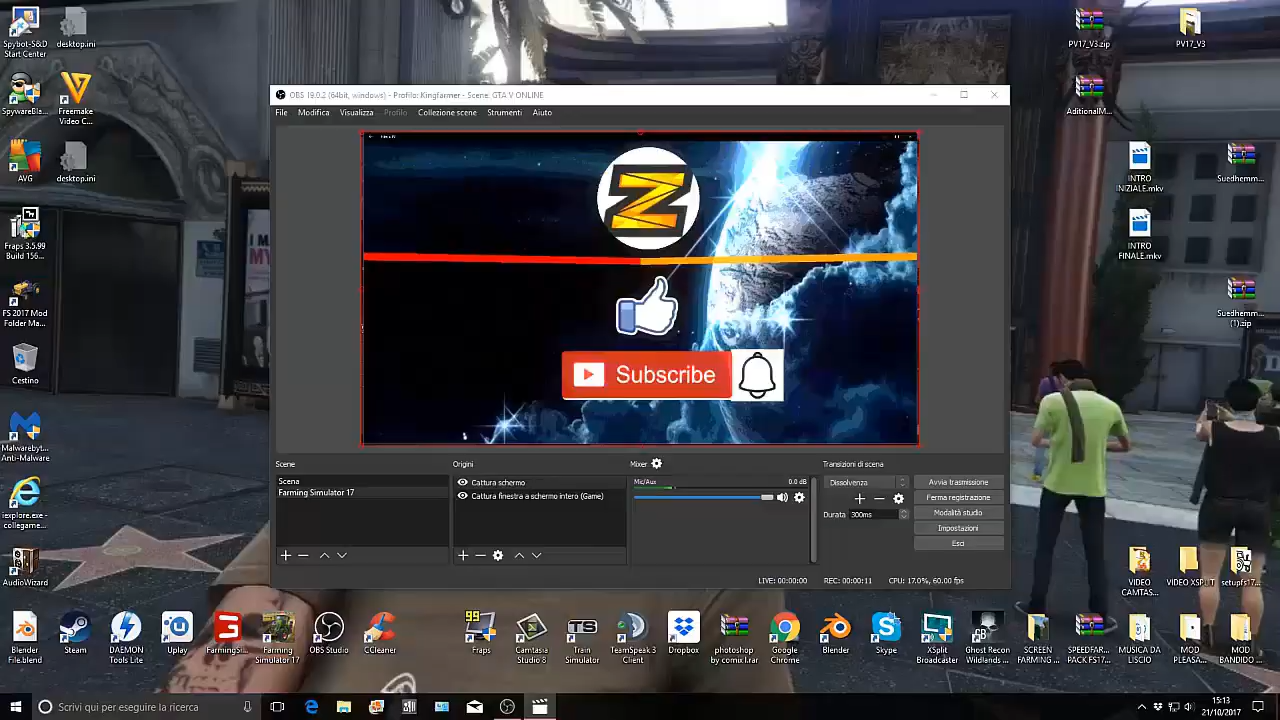 Spybot-S&D
Start Center
desktop.ini
SpywareBla...
Freemake
Video C...
AVG
desktop.ini
Fraps 3.5.99
Build 156...
FS 2017 Mod
Folder Ma...
Cestino
Malwarebyt...
Anti-Malware
iexplore.exe -
collegame...
AudioWizard
PV17_V3.zip
PV17_V3
AditionalM...
INTRO
INIZIALE.mkv
Suedhemm...
INTRO
FINALE.mkv
Suedhemm...
(1).zip
VIDEO
CAMTAS...
VIDEO XSPLIT
setupfs17...
OBS 19.0.2 (64bit, windows) - Profilo: Kingfarmer - Scene: GTA V ONLINE
File
Modifica
Visualizza
Profilo
Collezione scene
Strumenti
Aiuto
Z
Subscribe
Scene
Origini
Mixer
Transizioni di scena
Scena
Farming Simulator 17
Cattura schermo
Cattura finestra a schermo intero (Game)
Mic/Aux
0.0 dB
Dissolvenza
Durata
300ms
Avvia trasmissione
Ferma registrazione
Modalità studio
Impostazioni
Esci
LIVE: 00:00:00
REC: 00:00:11
CPU: 17.0%, 60.00 fps
Blender
File.blend
Steam
DAEMON
Tools Lite
Uplay
FarmingSi...
Farming
Simulator 17
OBS Studio
CCleaner
99
Fraps
Camtasia
Studio 8
TS
Train
Simulator
TeamSpeak 3
Client
Dropbox
photoshop
by comix l.rar
Google
Chrome
Blender
Skype
XSplit
Broadcaster
Ghost Recon
Wildlands ...
SCREEN
FARMING ...
SPEEDFAR...
PACK FS17...
MUSICA DA
LISCIO
MOD
PLEASA...
MOD
BANDIDO ...
Scrivi qui per eseguire la ricerca
15:13
21/10/2017